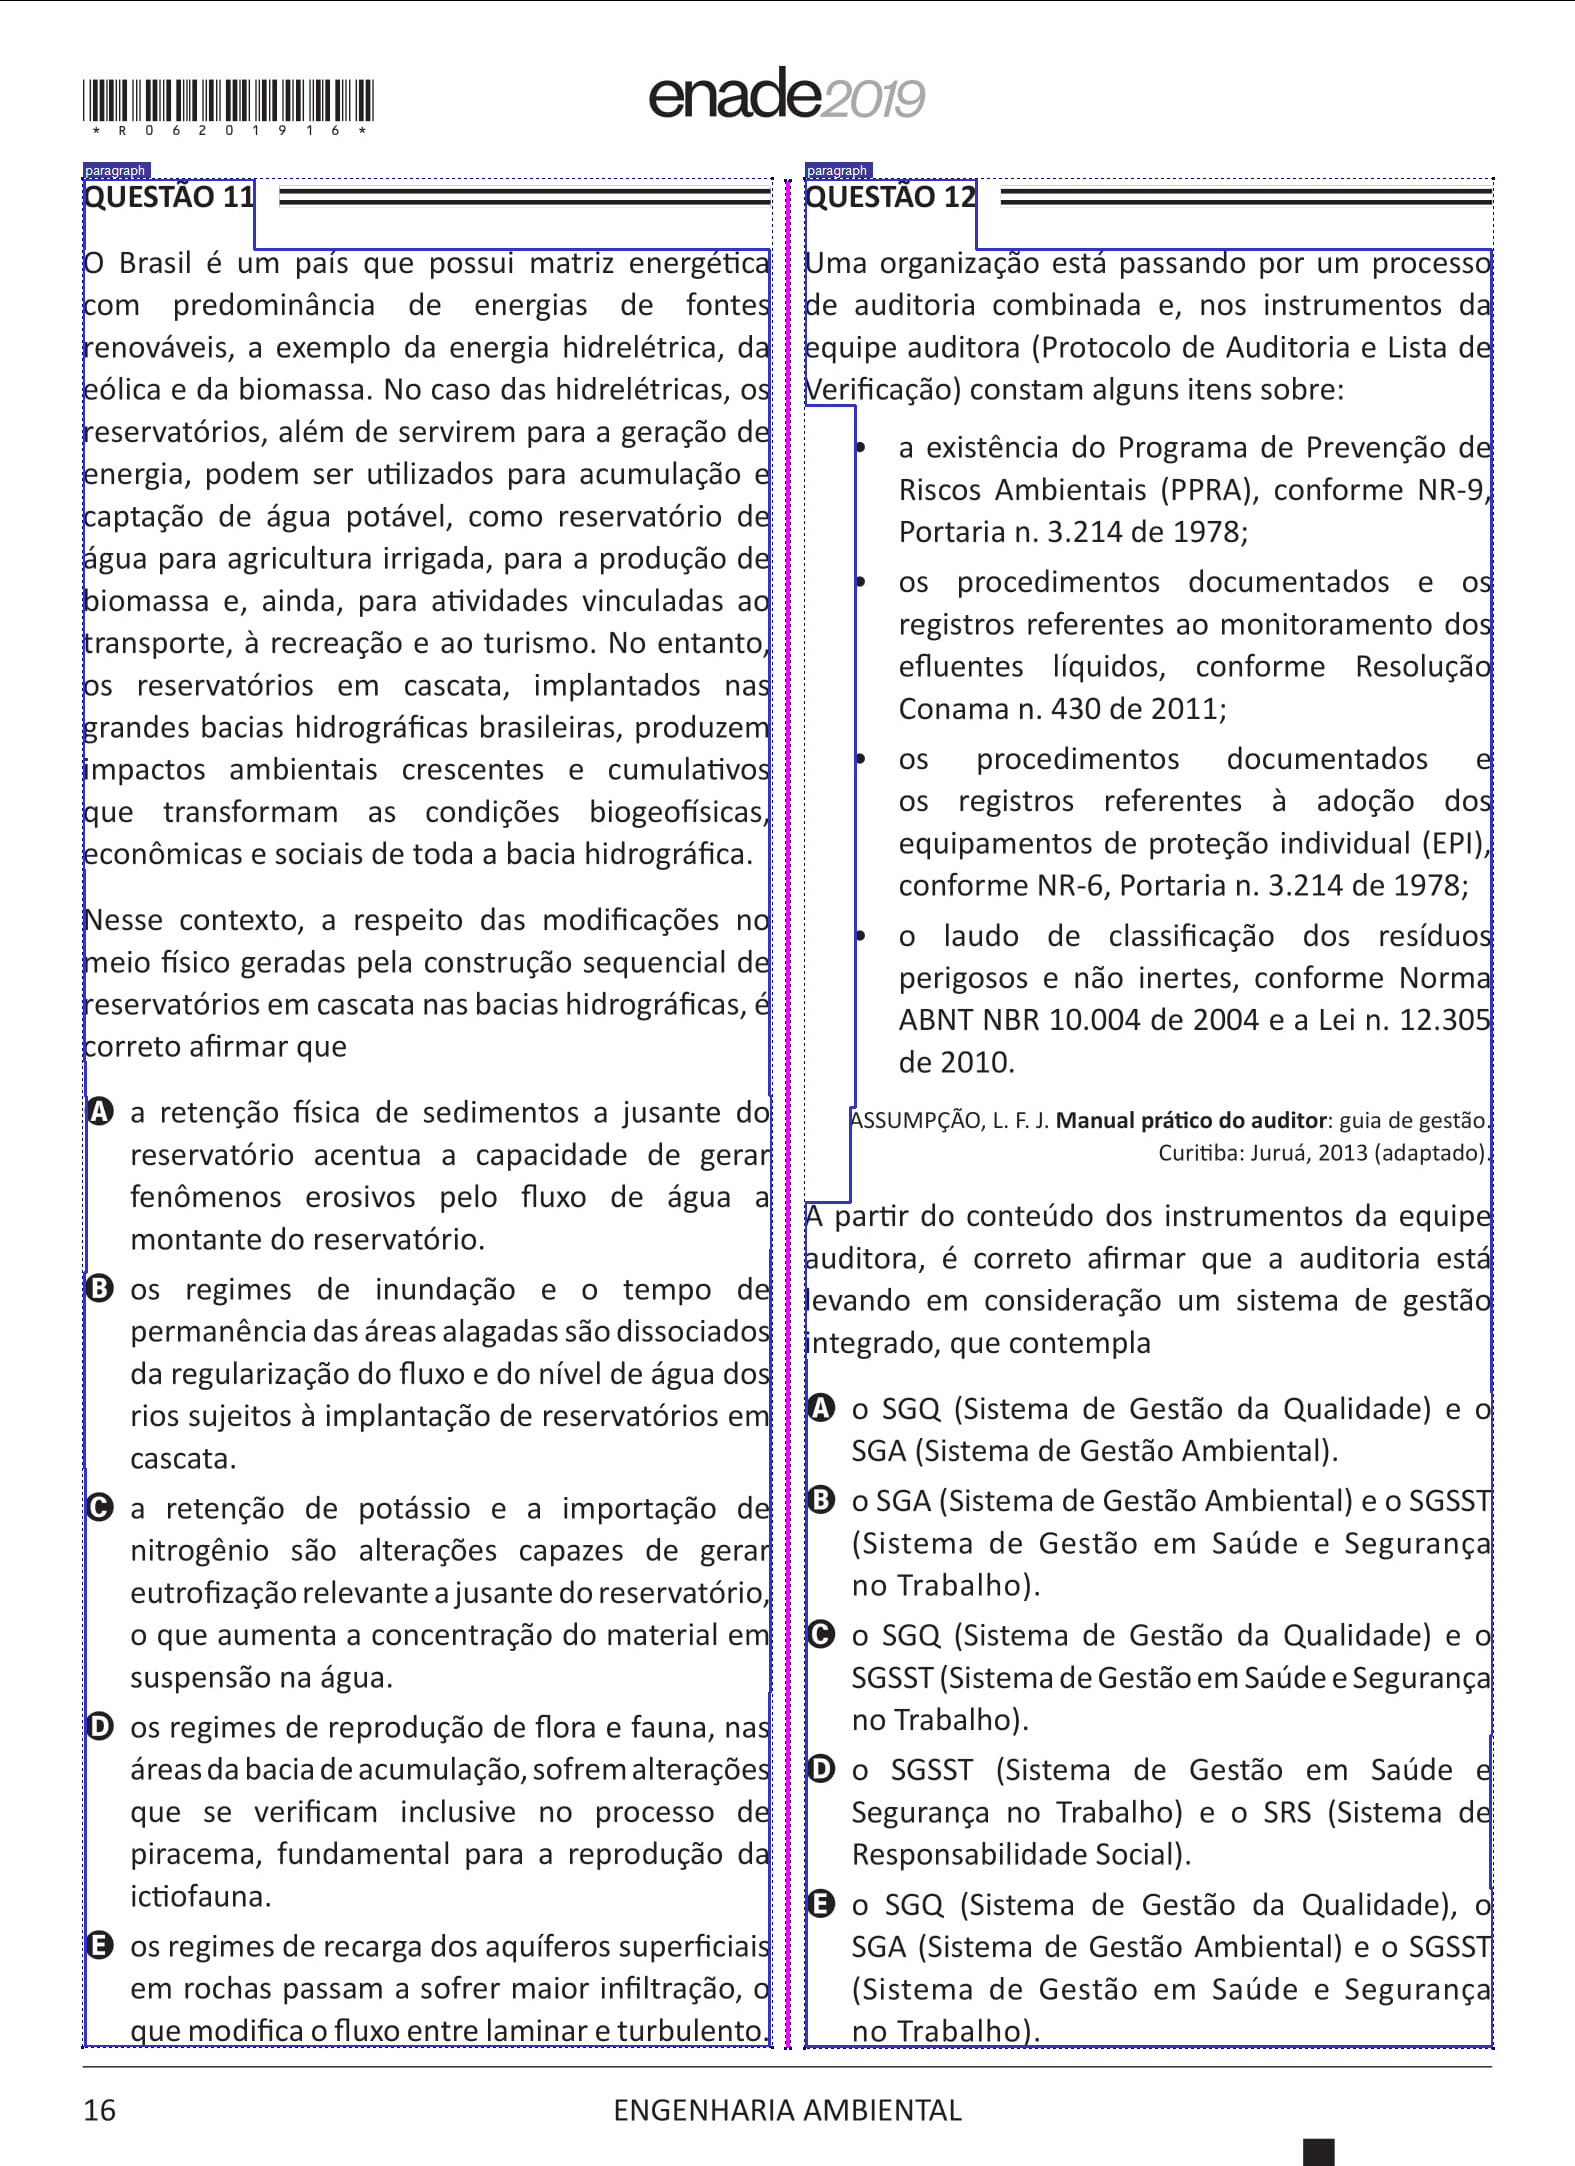 *R06201916*
enade2019
paragraph
QUESTÃO 11
O Brasil é um país que possui matriz energética
com predominância de energias de fontes
renováveis, a exemplo da energia hidrelétrica, da
eólica e da biomassa. No caso das hidrelétricas, os
reservatórios, além de servirem para a geração de
energia, podem ser utilizados para acumulação e
captação de água potável, como reservatório de
água para agricultura irrigada, para a produção de
biomassa e, ainda, para atividades vinculadas ao
transporte, à recreação e ao turismo. No entanto,
os reservatórios em cascata, implantados nas
grandes bacias hidrográficas brasileiras, produzem
impactos ambientais crescentes e cumulativos
que transformam as condições biogeofísicas,
econômicas e sociais de toda a bacia hidrográfica.
Nesse contexto, a respeito das modificações no
meio físico geradas pela construção sequencial de
reservatórios em cascata nas bacias hidrográficas, é
correto afirmar que
A a retenção física de sedimentos a jusante do
reservatório acentua a capacidade de gerar
fenômenos erosivos pelo fluxo de água a
montante do reservatório.
B os regimes de inundação e o tempo de
permanência das áreas alagadas são dissociados
da regularização do fluxo e do nível de água dos
rios sujeitos à implantação de reservatórios em
cascata.
C a retenção de potássio e a importação de
nitrogênio são alterações capazes de gerar
eutrofização relevante a jusante do reservatório,
o que aumenta a concentração do material em
suspensão na água.
D os regimes de reprodução de flora e fauna, nas
áreas da bacia de acumulação, sofrem alterações
que se verificam inclusive no processo de
piracema, fundamental para a reprodução da
ictiofauna.
E os regimes de recarga dos aquíferos superficiais
em rochas passam a sofrer maior infiltração, o
que modifica o fluxo entre laminar e turbulento.
paragraph
QUESTÃO 12
Uma organização está passando por um processo
de auditoria combinada e, nos instrumentos da
equipe auditora (Protocolo de Auditoria e Lista de
Verificação) constam alguns itens sobre:
• a existência do Programa de Prevenção de
Riscos Ambientais (PPRA), conforme NR-9,
Portaria n. 3.214 de 1978;
• os procedimentos documentados e os
registros referentes ao monitoramento dos
efluentes líquidos, conforme Resolução
Conama n. 430 de 2011;
• os procedimentos documentados e
os registros referentes à adoção dos
equipamentos de proteção individual (EPI),
conforme NR-6, Portaria n. 3.214 de 1978;
• o laudo de classificação dos resíduos
perigosos e não inertes, conforme Norma
ABNT NBR 10.004 de 2004 e a Lei n. 12.305
de 2010.
ASSUMPÇÃO, L. F. J. Manual prático do auditor: guia de gestão.
Curitiba: Juruá, 2013 (adaptado).
A partir do conteúdo dos instrumentos da equipe
auditora, é correto afirmar que a auditoria está
levando em consideração um sistema de gestão
integrado, que contempla
A o SGQ (Sistema de Gestão da Qualidade) e o
SGA (Sistema de Gestão Ambiental).
B o SGA (Sistema de Gestão Ambiental) e o SGSST
(Sistema de Gestão em Saúde e Segurança
no Trabalho).
C o SGQ (Sistema de Gestão da Qualidade) e o
SGSST (Sistema de Gestão em Saúde e Segurança
no Trabalho).
D o SGSST (Sistema de Gestão em Saúde e
Segurança no Trabalho) e o SRS (Sistema de
Responsabilidade Social).
E o SGQ (Sistema de Gestão da Qualidade), o
SGA (Sistema de Gestão Ambiental) e o SGSST
(Sistema de Gestão em Saúde e Segurança
no Trabalho).
16
ENGENHARIA AMBIENTAL